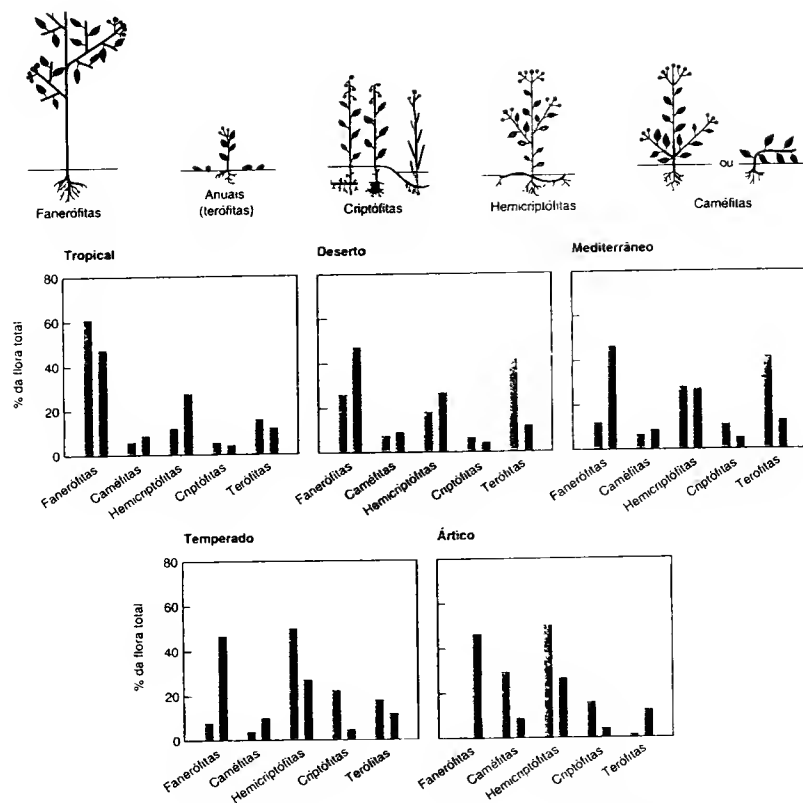 Fanerófitas
Anuais
(terófitas)
Criptófitas
Hemicriptófitas
ou
Caméfitas
Tropical
Deserto
Mediterrâneo
% da flora total
80
60
40
20
0
Fanerófitas
Caméfitas
Hemicriptófitas
Criptófitas
Terófitas
Fanerófitas
Caméfitas
Hemicriptófitas
Criptófitas
Terófitas
Fanerófitas
Caméfitas
Hemicriptófitas
Criptófitas
Terófitas
Temperado
Ártico
% da flora total
80
60
40
20
0
Fanerófitas
Caméfitas
Hemicriptófitas
Criptófitas
Terófitas
Fanerófitas
Caméfitas
Hemicriptófitas
Criptófitas
Terófitas